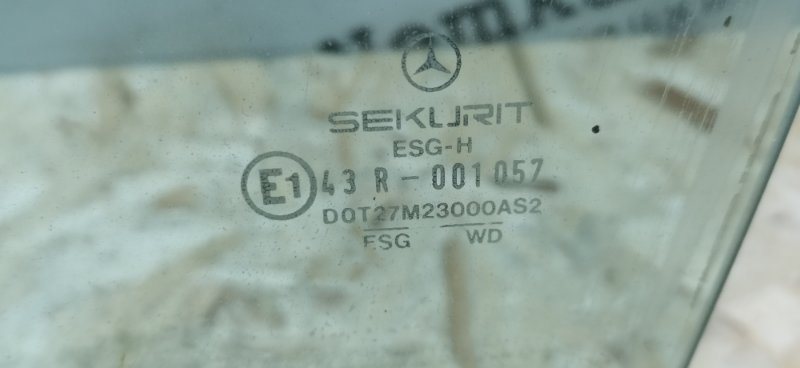 SEKURIT
ESG-H
E1 43 R-001057
DOT27M23000AS2
ESG WD